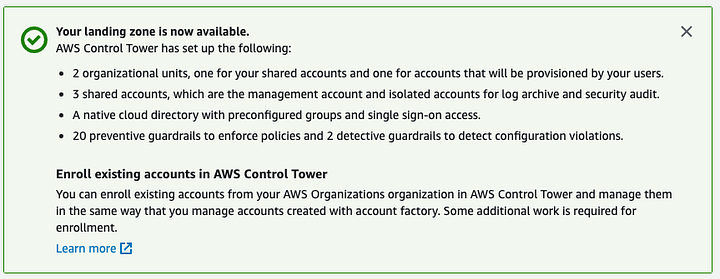 Your landing zone is now available.
AWS Control Tower has set up the following:
• 2 organizational units, one for your shared accounts and one for accounts that will be provisioned by your users.
• 3 shared accounts, which are the management account and isolated accounts for log archive and security audit.
• A native cloud directory with preconfigured groups and single sign-on access.
• 20 preventive guardrails to enforce policies and 2 detective guardrails to detect configuration violations.
Enroll existing accounts in AWS Control Tower
You can enroll existing accounts from your AWS Organizations organization in AWS Control Tower and manage them
in the same way that you manage accounts created with account factory. Some additional work is required for
enrollment.
Learn more